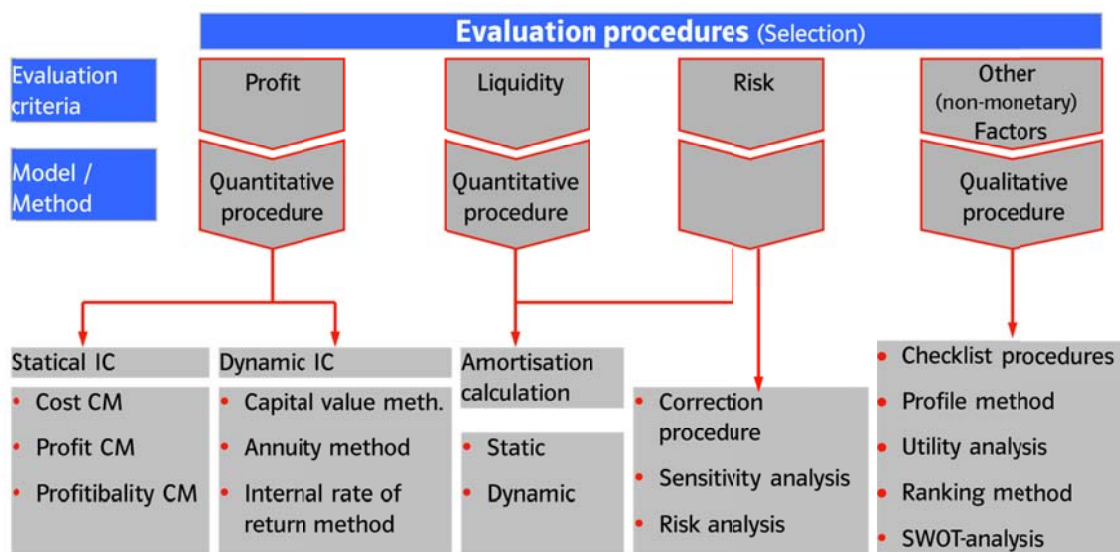 Evaluation procedures (Selection)
Evaluation
criteria
Profit
Liquidity
Risk
Other
(non-monetary)
Factors
Model /
Method
Quantitative
procedure
Quantitative
procedure
Qualitative
procedure
Statical IC
• Cost CM
• Profit CM
• Profitibality CM
Dynamic IC
• Capital value meth.
• Annuity method
• Internal rate of
return method
Amortisation
calculation
• Static
• Dynamic
• Correction
procedure
• Sensitivity analysis
• Risk analysis
• Checklist procedures
• Profile method
• Utility analysis
• Ranking method
• SWOT-analysis